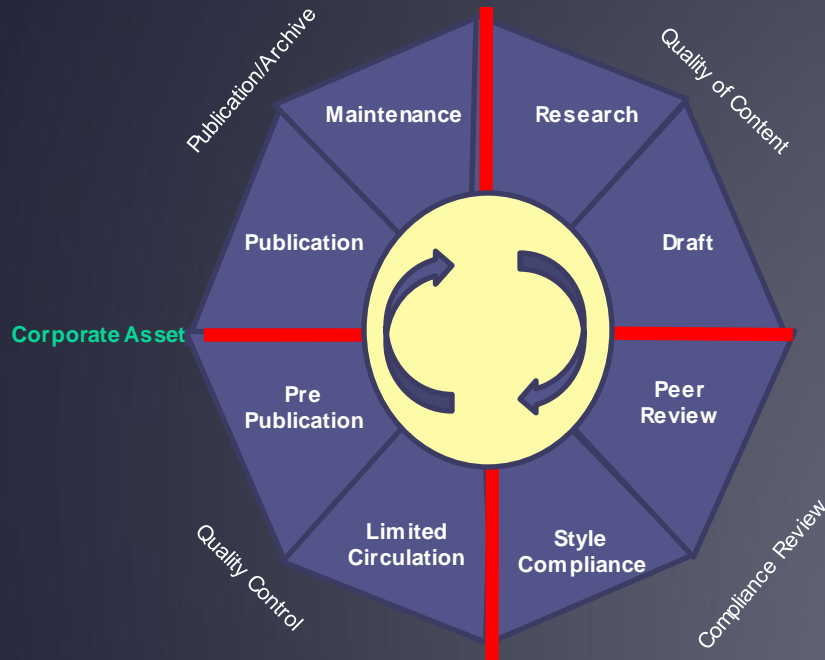 Publication/Archive
Quality of Content
Maintenance
Research
Publication
Draft
Corporate Asset
Pre
Publication
Peer
Review
Limited
Circulation
Style
Compliance
Quality Control
Compliance Review